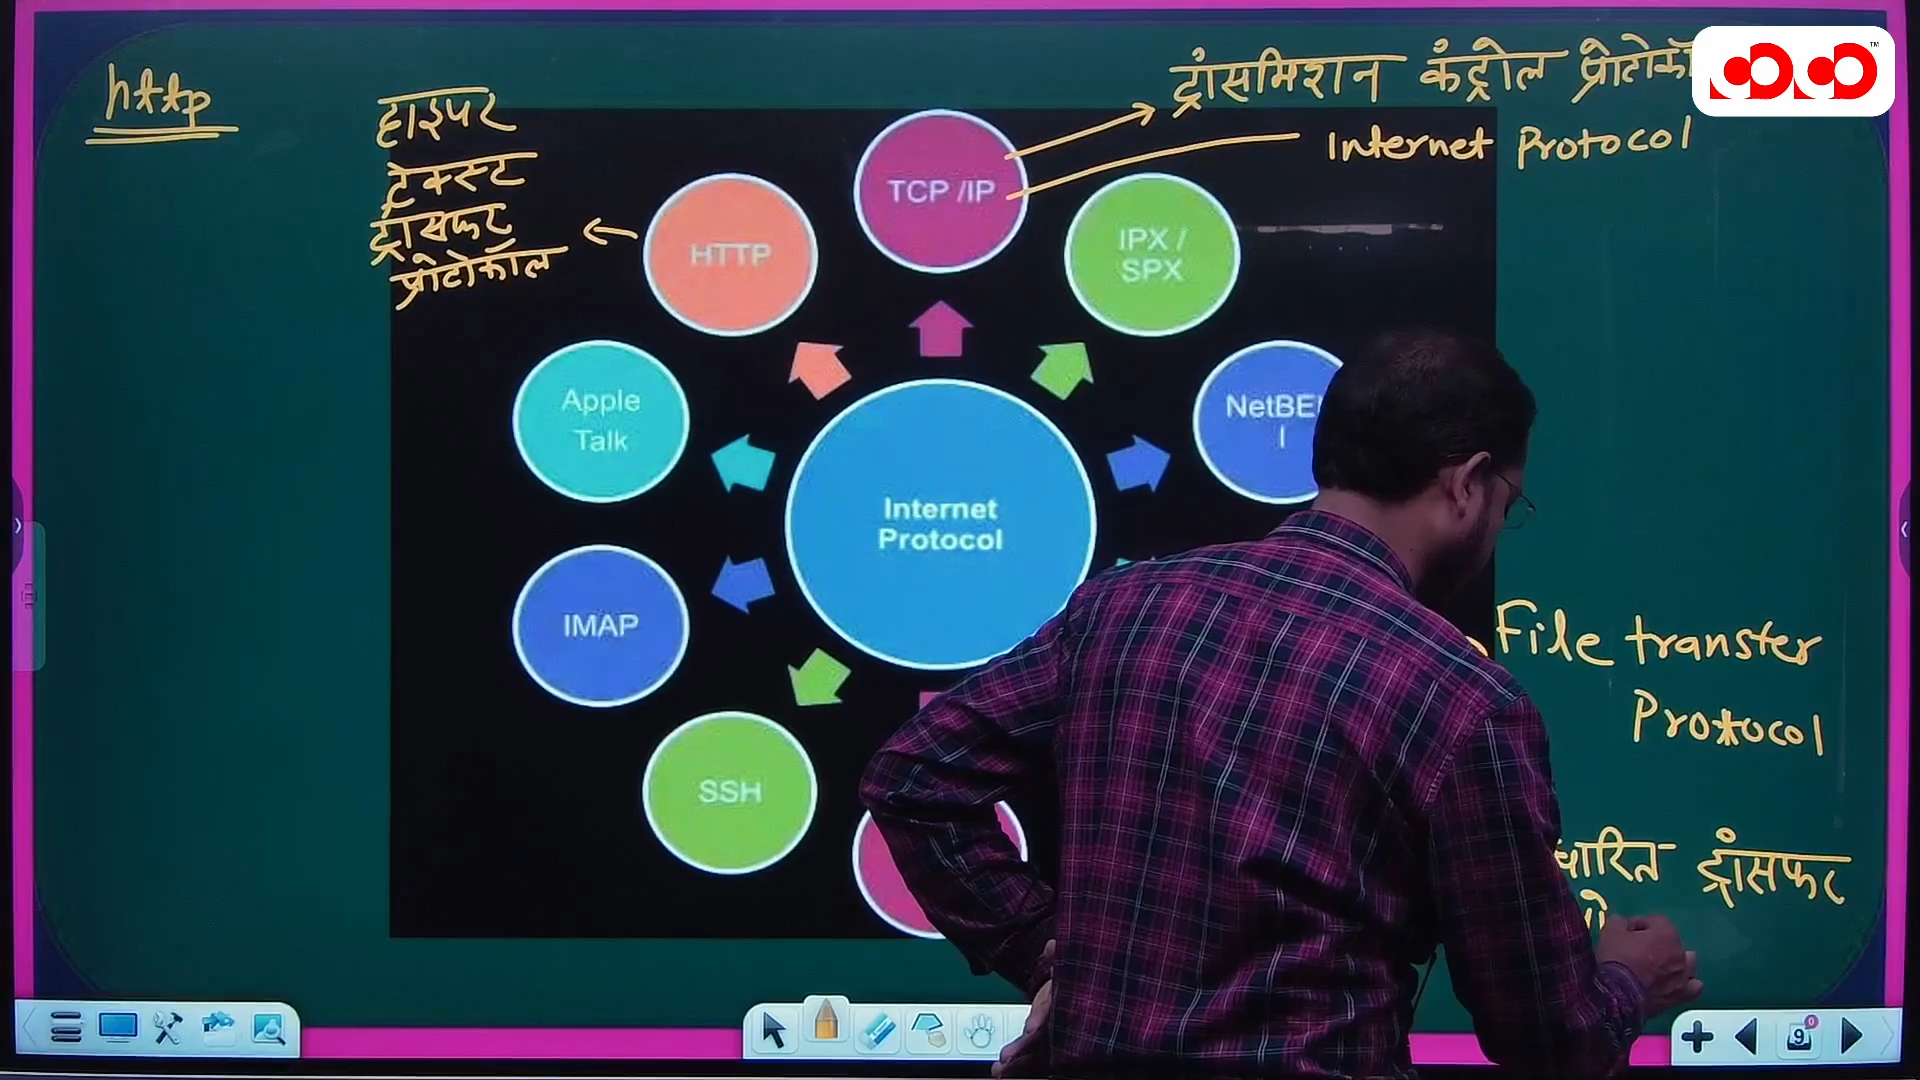 http
हाइपर
टेक्स्ट
ट्रांसफर
प्रोटोकॉल
ट्रांसमिशन कंट्रोल
Internet Protocol
TCP /IP
HTTP
IPX /
SPX
Apple
Talk
Internet
Protocol
IMAP
SSH
File transfer
Protocol
ट्रांसफर
9